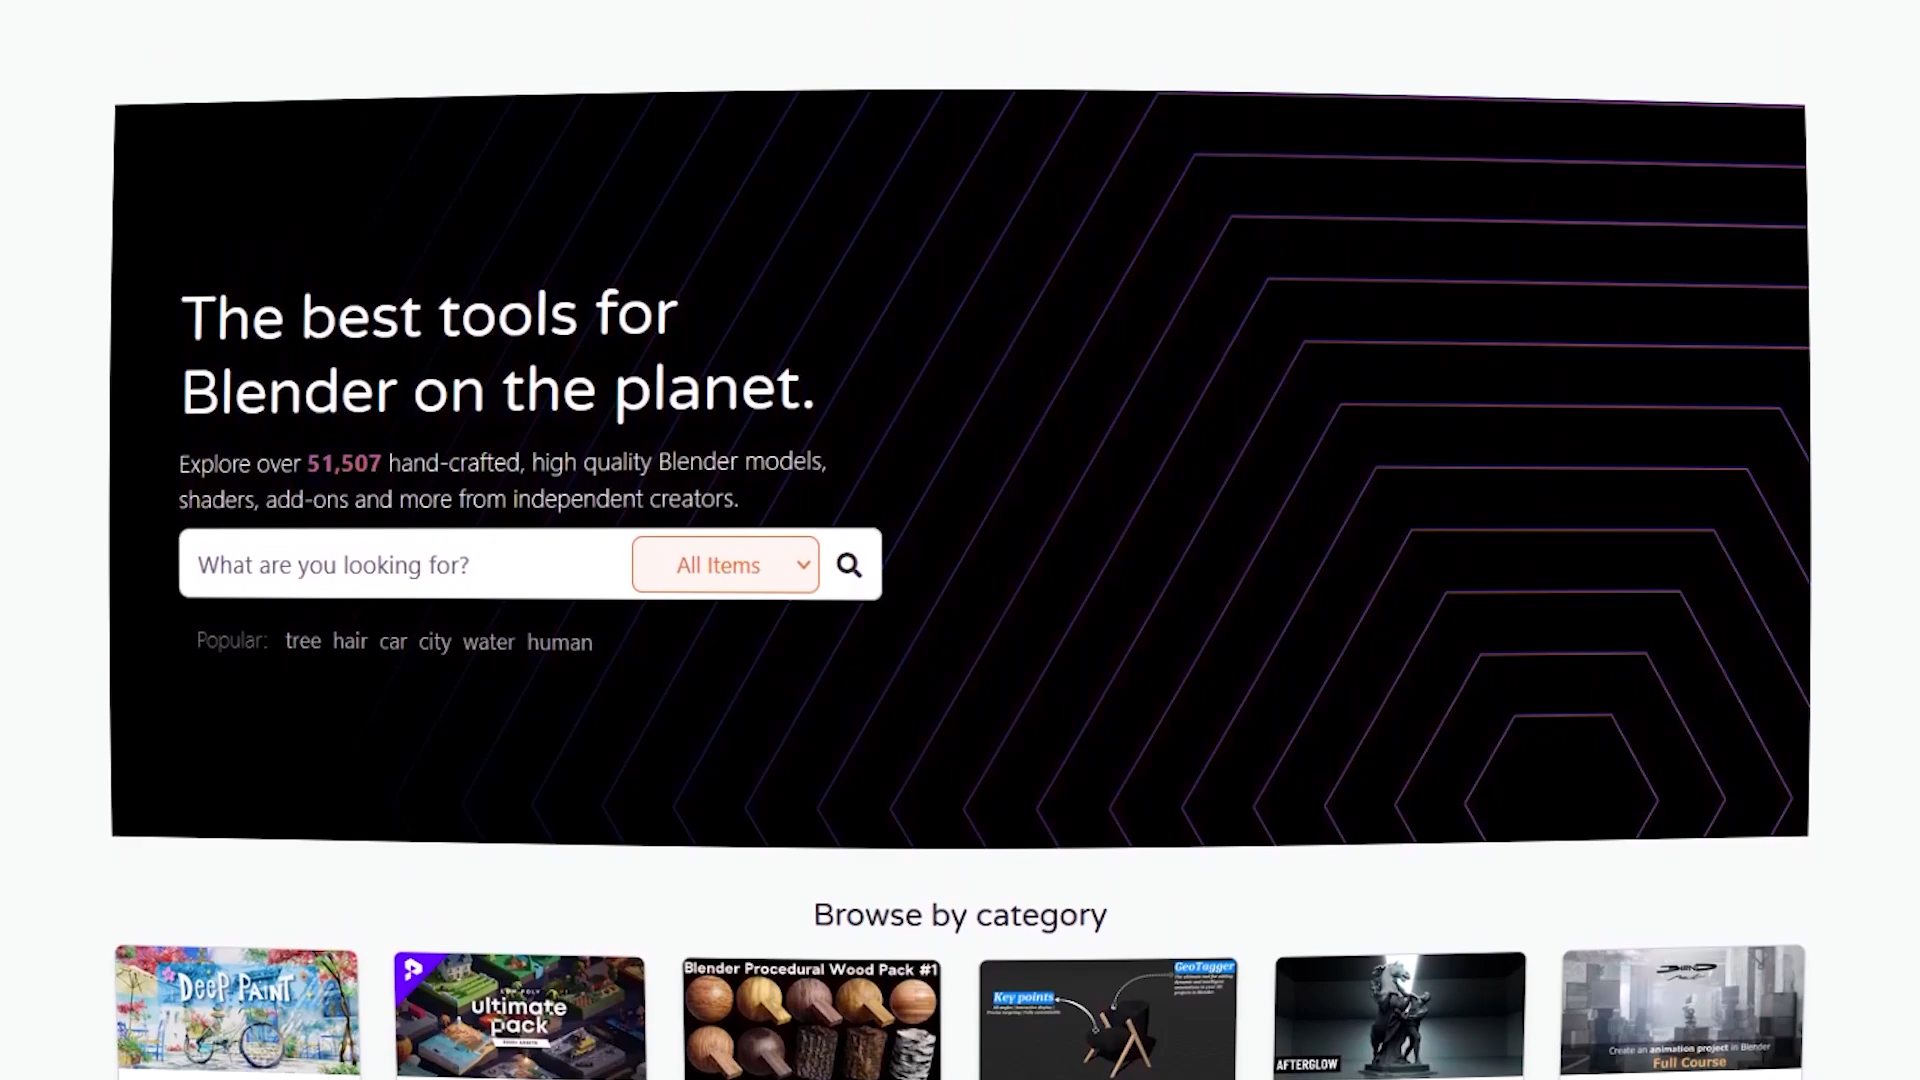 The best tools for
Blender on the planet.
Explore over 51,507 hand-crafted, high quality Blender models,
shaders, add-ons and more from independent creators.
What are you looking for?
All Items
Popular: tree hair car city water human
Browse by category
DEEP PAINT
ultimate
pack
Blender Procedural Wood Pack #1
GeoTagger
Key points
AFTERGLOW
Create an animation project in Blender
Full Course